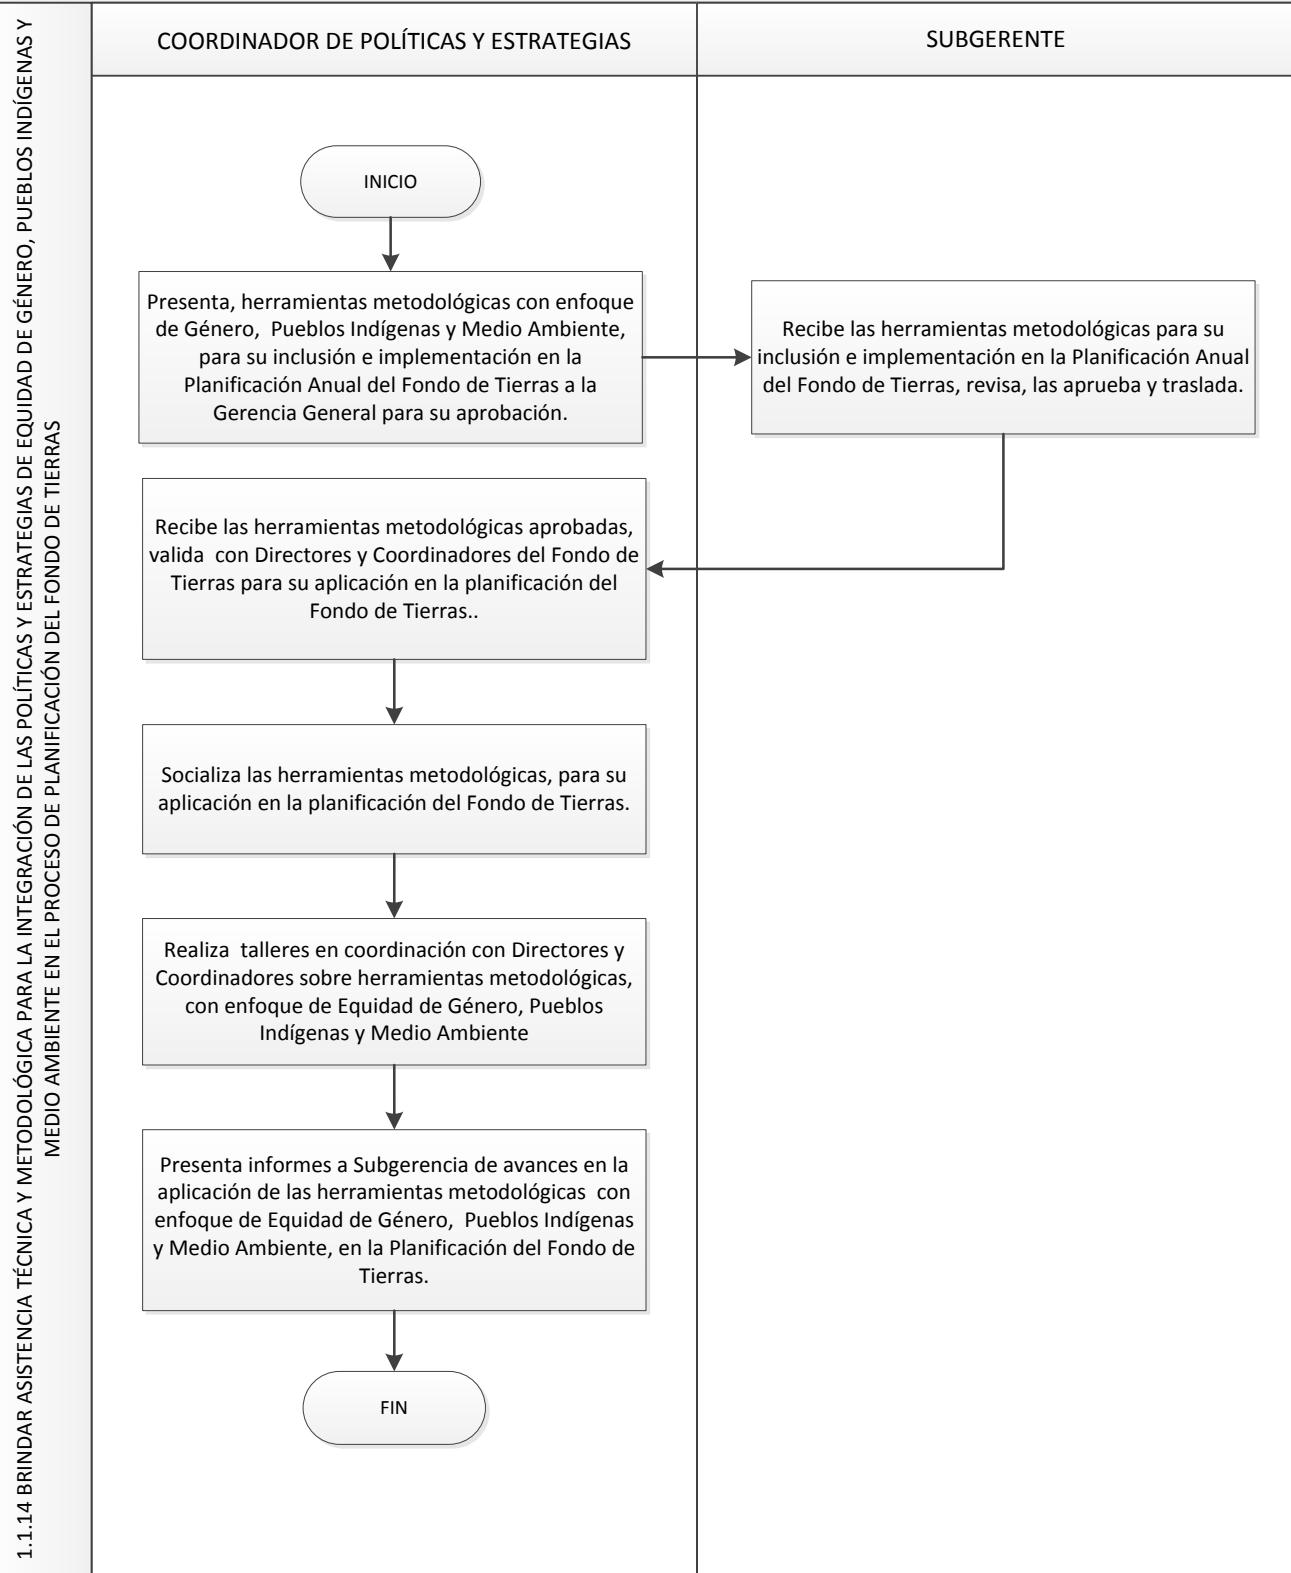 1.1.14 BRINDAR ASISTENCIA TÉCNICA Y METODOLÓGICA PARA LA INTEGRACIÓN DE LAS POLÍTICAS Y ESTRATEGIAS DE EQUIDAD DE GÉNERO, PUEBLOS INDÍGENAS Y
MEDIO AMBIENTE EN EL PROCESO DE PLANIFICACIÓN DEL FONDO DE TIERRAS
COORDINADOR DE POLÍTICAS Y ESTRATEGIAS
SUBGERENTE
INICIO
Presenta, herramientas metodológicas con enfoque
de Género, Pueblos Indígenas y Medio Ambiente,
para su inclusión e implementación en la
Planificación Anual del Fondo de Tierras a la
Gerencia General para su aprobación.
Recibe las herramientas metodológicas para su
inclusión e implementación en la Planificación Anual
del Fondo de Tierras, revisa, las aprueba y traslada.
Recibe las herramientas metodológicas aprobadas,
valida con Directores y Coordinadores del Fondo de
Tierras para su aplicación en la planificación del
Fondo de Tierras..
Socializa las herramientas metodológicas, para su
aplicación en la planificación del Fondo de Tierras.
Realiza talleres en coordinación con Directores y
Coordinadores sobre herramientas metodológicas,
con enfoque de Equidad de Género, Pueblos
Indígenas y Medio Ambiente
Presenta informes a Subgerencia de avances en la
aplicación de las herramientas metodológicas con
enfoque de Equidad de Género, Pueblos Indígenas
y Medio Ambiente, en la Planificación del Fondo de
Tierras.
FIN